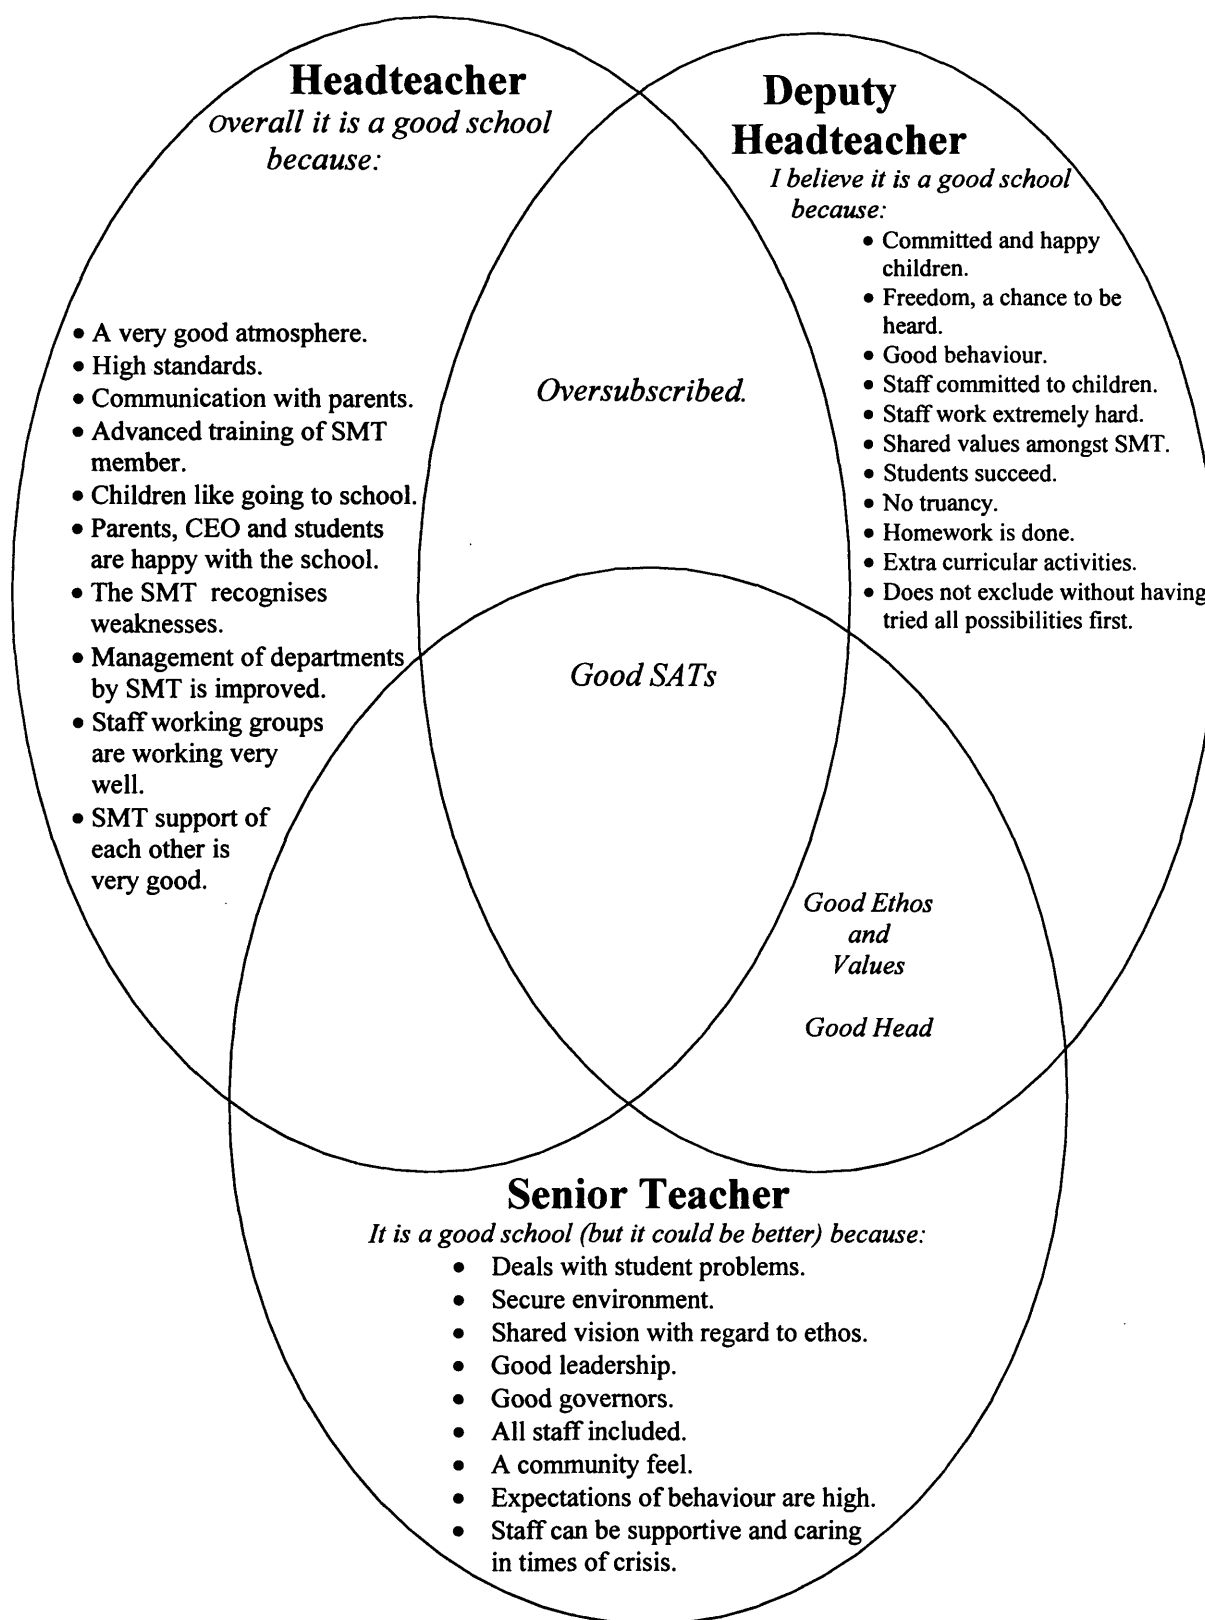 Headteacher
Overall it is a good school
because:
• A very good atmosphere.
• High standards.
• Communication with parents.
• Advanced training of SMT
member.
• Children like going to school.
• Parents, CEO and students
are happy with the school.
• The SMT recognises
weaknesses.
• Management of departments
by SMT is improved.
• Staff working groups
are working very
well.
• SMT support of
each other is
very good.
Oversubscribed.
Deputy
Headteacher
I believe it is a good school
because:
• Committed and happy
children.
• Freedom, a chance to be
heard.
• Good behaviour.
• Staff committed to children.
• Staff work extremely hard.
• Shared values amongst SMT.
• Students succeed.
• No truancy.
• Homework is done.
• Extra curricular activities.
• Does not exclude without having
tried all possibilities first.
Good SATs
Good Ethos
and
Values
Good Head
Senior Teacher
It is a good school (but it could be better) because:
• Deals with student problems.
• Secure environment.
• Shared vision with regard to ethos.
• Good leadership.
• Good governors.
• All staff included.
• A community feel.
• Expectations of behaviour are high.
• Staff can be supportive and caring
in times of crisis.